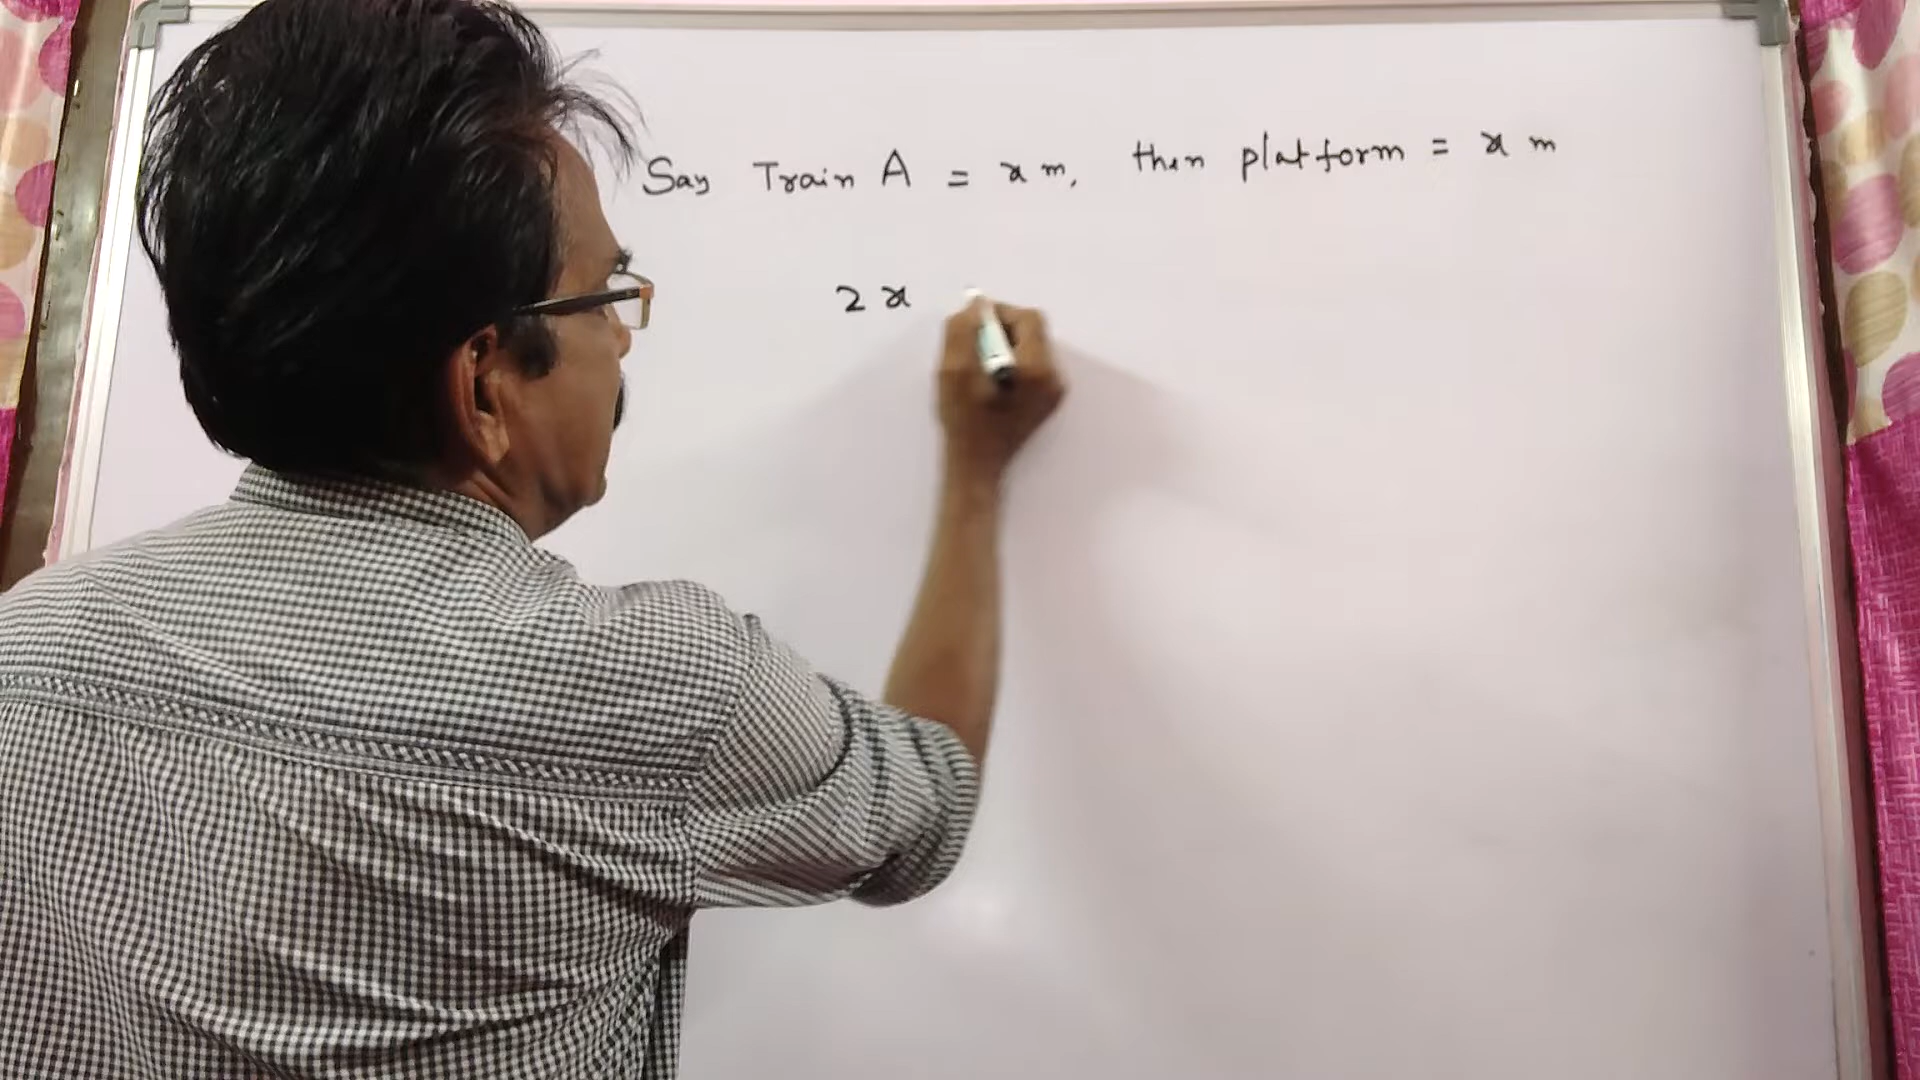 Say Train A = x m, then platform = x m
2x